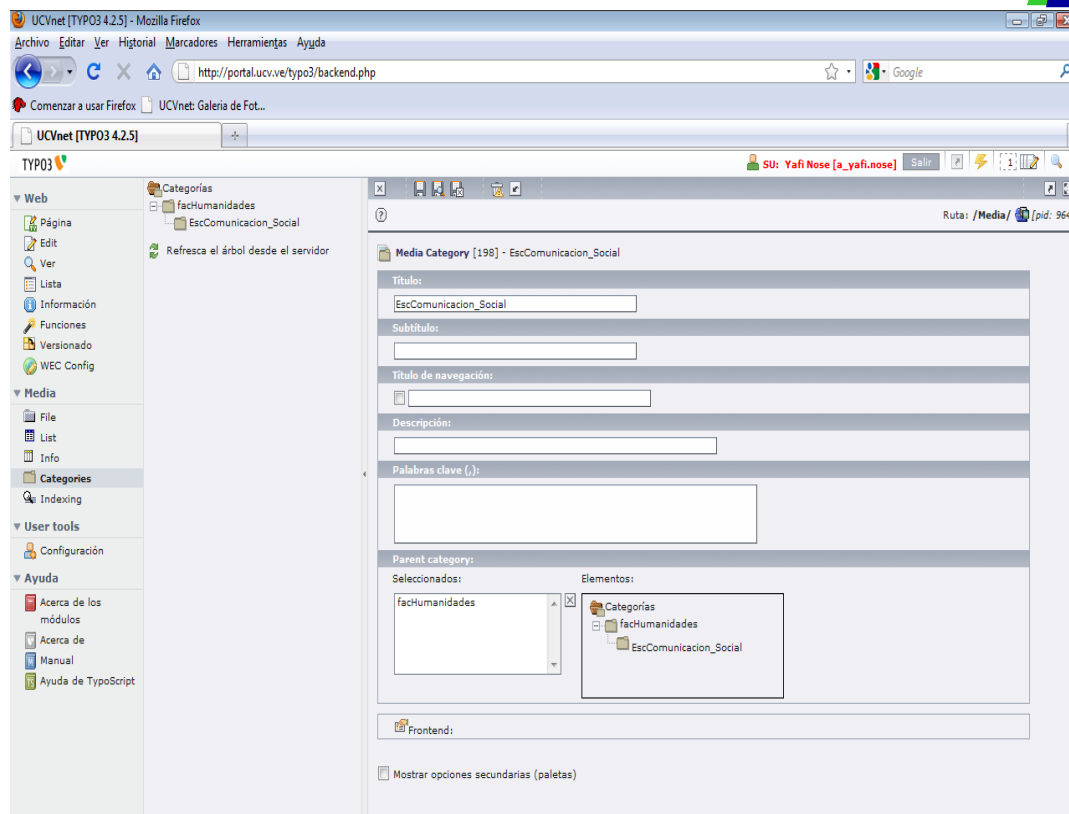 UCVnet [TYPO3 4.2.5] - Mozilla Firefox
Archivo Editar Ver Historial Marcadores Herramientas Ayuda
http://portal.ucv.ve/typo3/backend.php
Google
Comenzar a usar Firefox UCVnet: Galeria de Fot...
UCVnet [TYPO3 4.2.5]
TYPO3
SU: Yafi Nose [a_yafi.nose] Salir 1
Web
Página
Edit
Ver
Lista
Información
Funciones
Versionado
WEC Config
Media
File
List
Info
Categories
Indexing
User tools
Configuración
Ayuda
Acerca de los
módulos
Acerca de
Manual
Ayuda de TypoScript
Categorías
facHumanidades
EscComunicacion_Social
Refresca el árbol desde el servidor
Ruta: /Media/ [pid: 964
Media Category [198] - EscComunicacion_Social
Título:
EscComunicacion_Social
Subtítulo:
Título de navegación:
Descripción:
Palabras clave (,):
Parent category:
Seleccionados: Elementos:
facHumanidades
Categorías
facHumanidades
EscComunicacion_Social
Frontend:
Mostrar opciones secundarias (paletas)